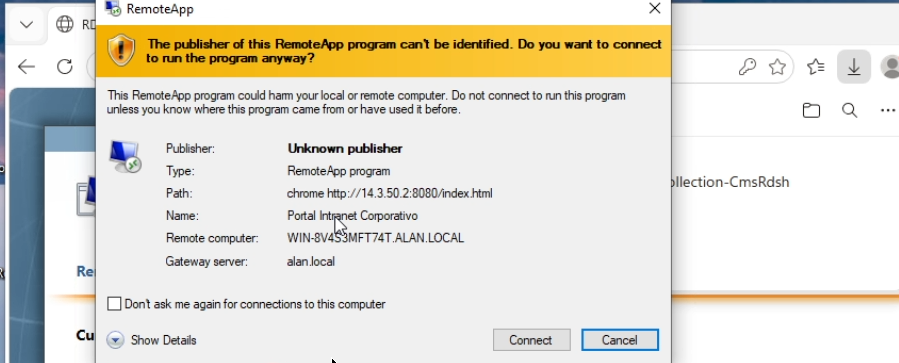 RemoteApp
The publisher of this RemoteApp program can't be identified. Do you want to connect
to run the program anyway?
This RemoteApp program could harm your local or remote computer. Do not connect to run this program
unless you know where this program came from or have used it before.
Publisher: Unknown publisher
Type: RemoteApp program
Path: chrome http://14.3.50.2:8080/index.html
Name: Portal Intranet Corporativo
Remote computer: WIN-8V4S3MFT74T.ALAN.LOCAL
Gateway server: alan.local
Don't ask me again for connections to this computer
Show Details
Connect
Cancel
RD
ollection-CmsRdsh
Re
Cu